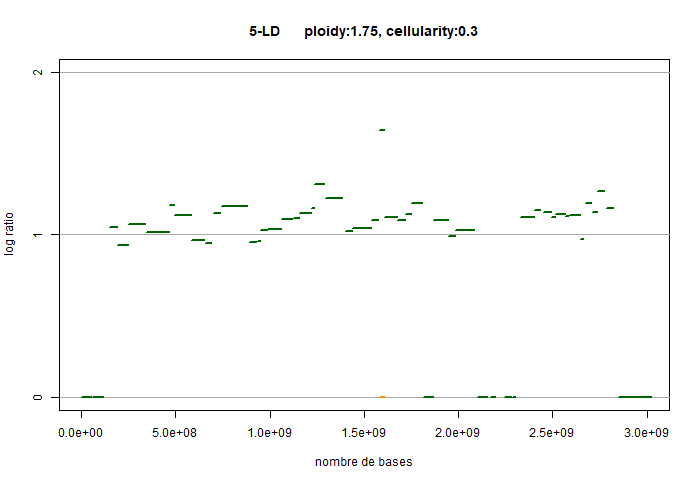 5-LD ploidy:1.75, cellularity:0.3
2
1
0
log ratio
0.0e+00 5.0e+08 1.0e+09 1.5e+09 2.0e+09 2.5e+09 3.0e+09
nombre de bases